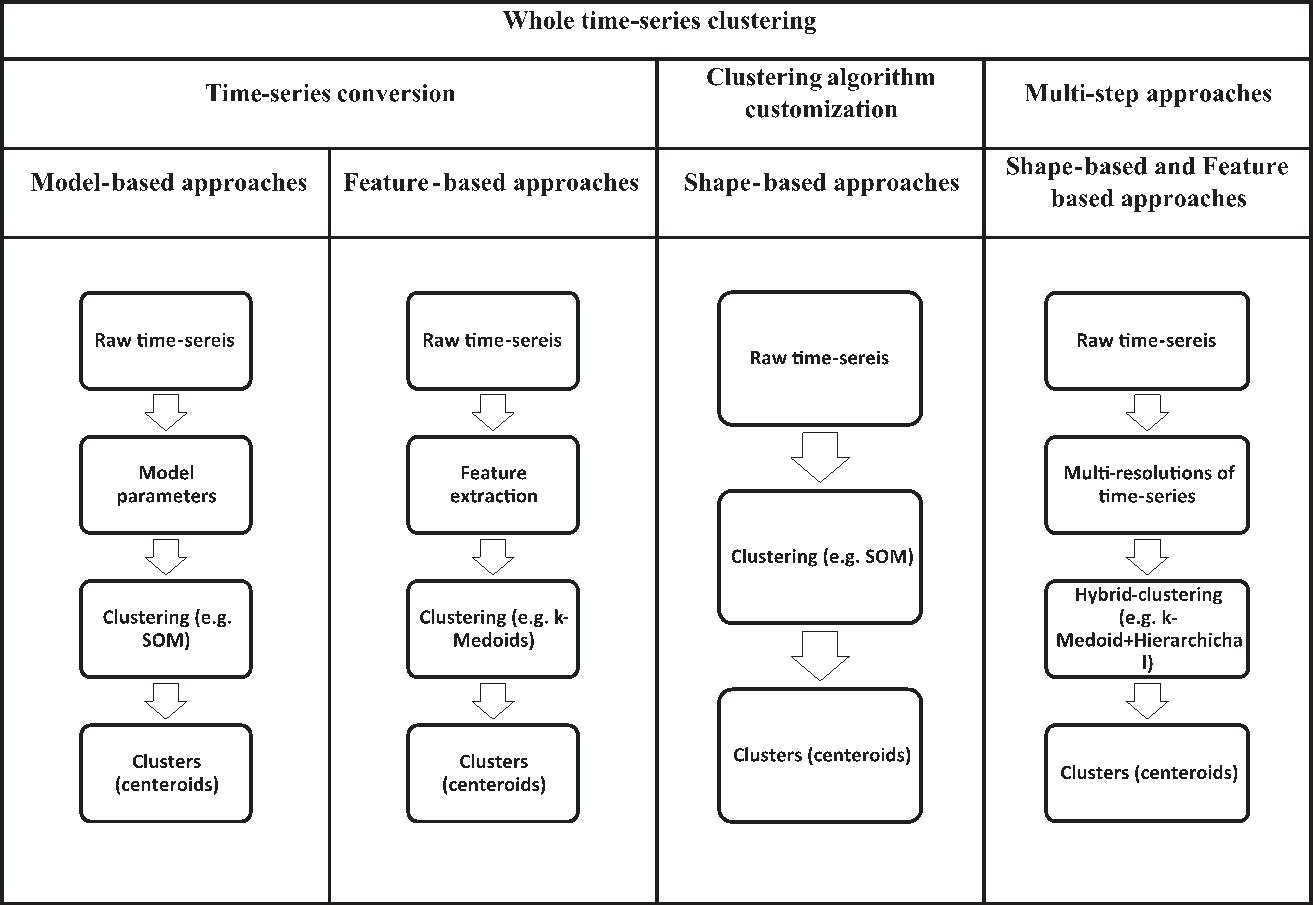 Whole time-series clustering
Time-series conversion
Clustering algorithm
customization
Multi-step approaches
Model-based approaches
Feature-based approaches
Shape-based approaches
Shape-based and Feature
based approaches
Raw time-sereis
Model
parameters
Clustering (e.g.
SOM)
Clusters
(centeroids)
Raw time-sereis
Feature
extraction
Clustering (e.g. k-
Medoids)
Clusters
(centeroids)
Raw time-sereis
Clustering (e.g. SOM)
Clusters (centeroids)
Raw time-sereis
Multi-resolutions of
time-series
Hybrid-clustering
(e.g. k-
Medoid+Hierarchicha
l)
Clusters (centeroids)